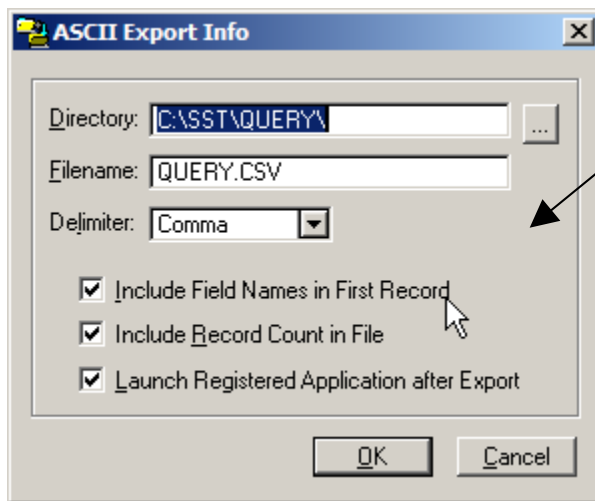 ASCII Export Info
Directory: C:\SST\QUERY\ ...
Filename: QUERY.CSV
Delimiter: Comma
Include Field Names in First Record
Include Record Count in File
Launch Registered Application after Export
OK Cancel